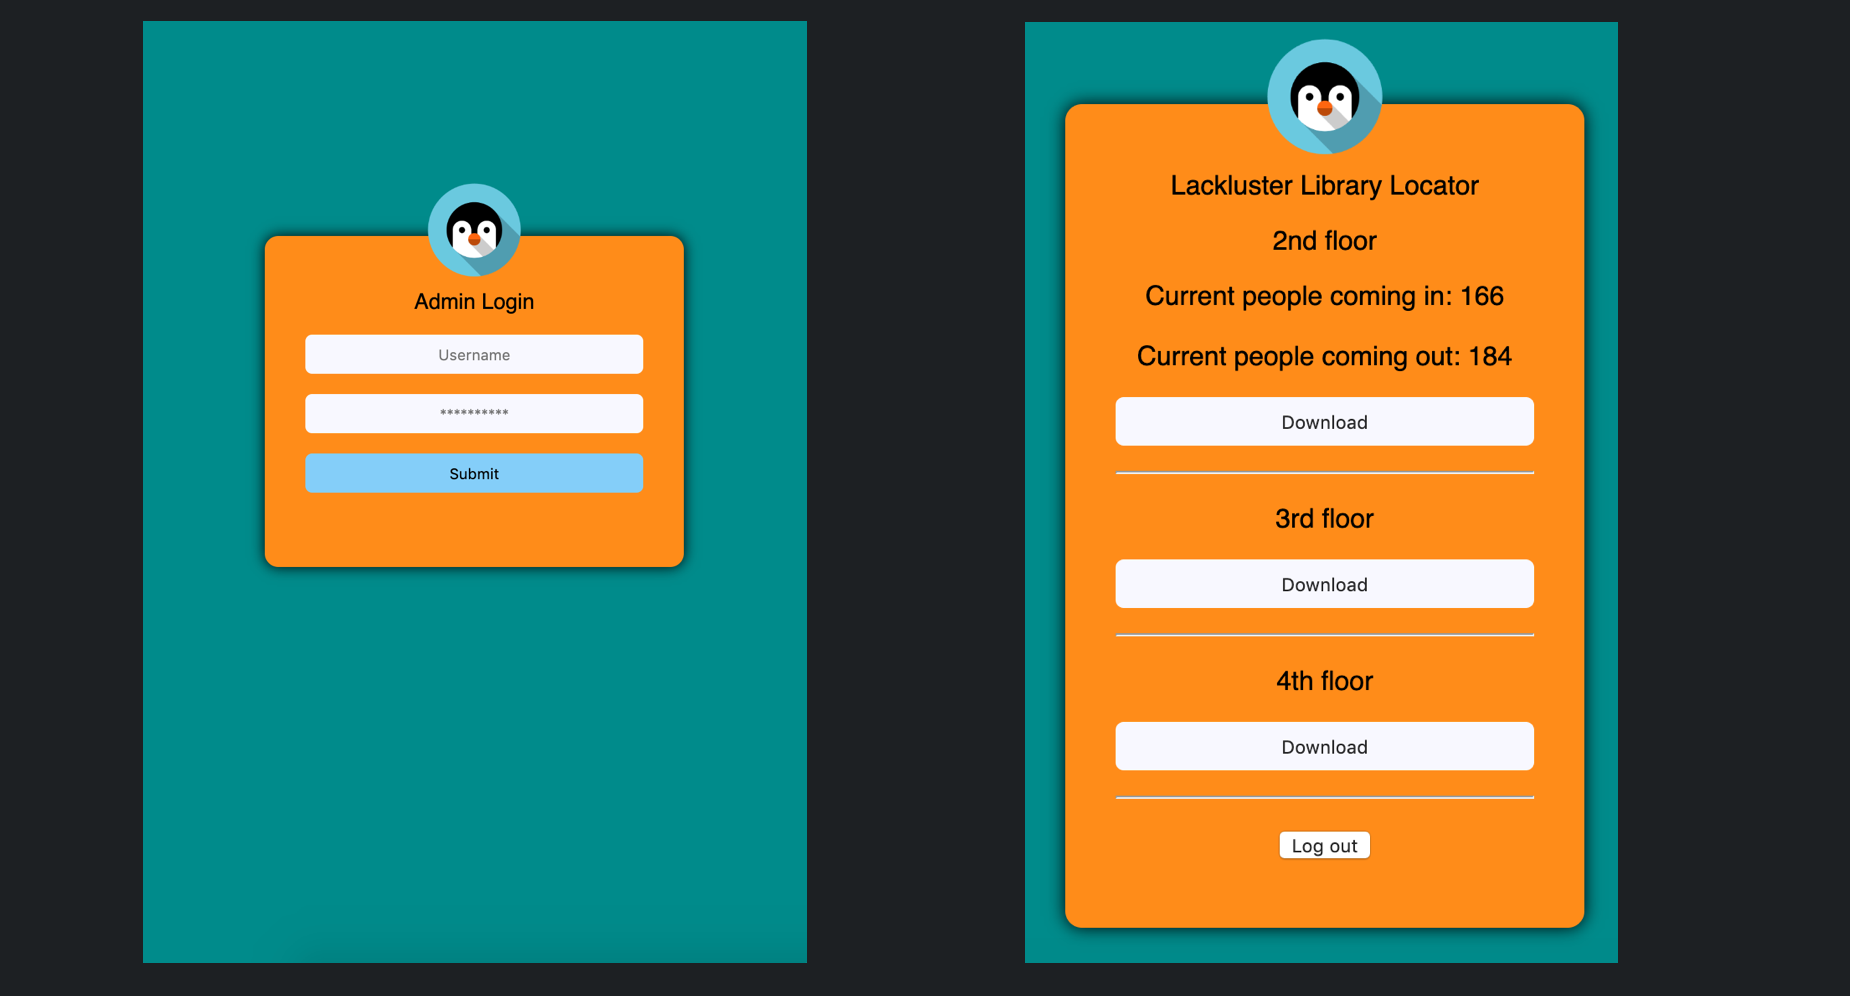 Admin Login
Username
**********
Submit
Lackluster Library Locator
2nd floor
Current people coming in: 166
Current people coming out: 184
Download
3rd floor
Download
4th floor
Download
Log out